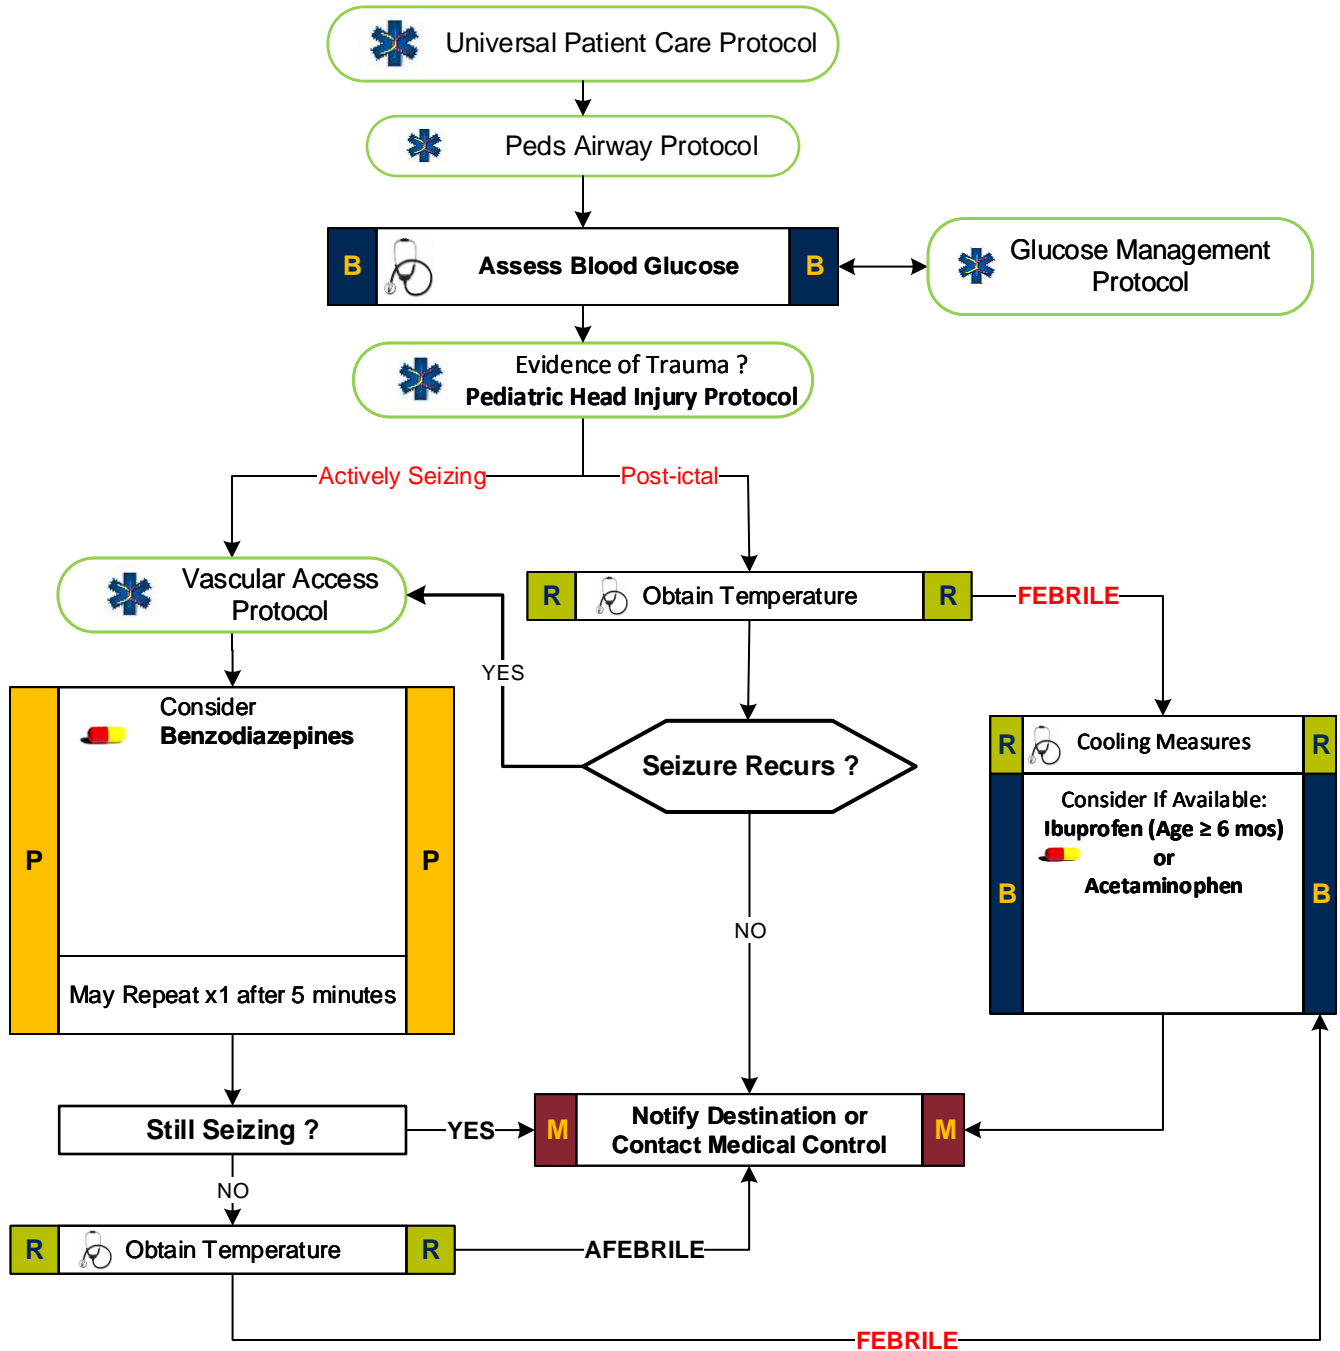 Universal Patient Care Protocol
Peds Airway Protocol
B
Assess Blood Glucose
B
Glucose Management
Protocol
Evidence of Trauma ?
Pediatric Head Injury Protocol
Actively Seizing
Post-ictal
Vascular Access
Protocol
R
Obtain Temperature
R
FEBRILE
YES
Consider
Benzodiazepines
P
P
May Repeat x1 after 5 minutes
Seizure Recurs ?
R
Cooling Measures
R
Consider If Available:
Ibuprofen (Age ≥ 6 mos)
or
Acetaminophen
B
B
NO
Still Seizing ?
YES
M
Notify Destination or
Contact Medical Control
M
NO
R
Obtain Temperature
R
AFEBRILE
FEBRILE